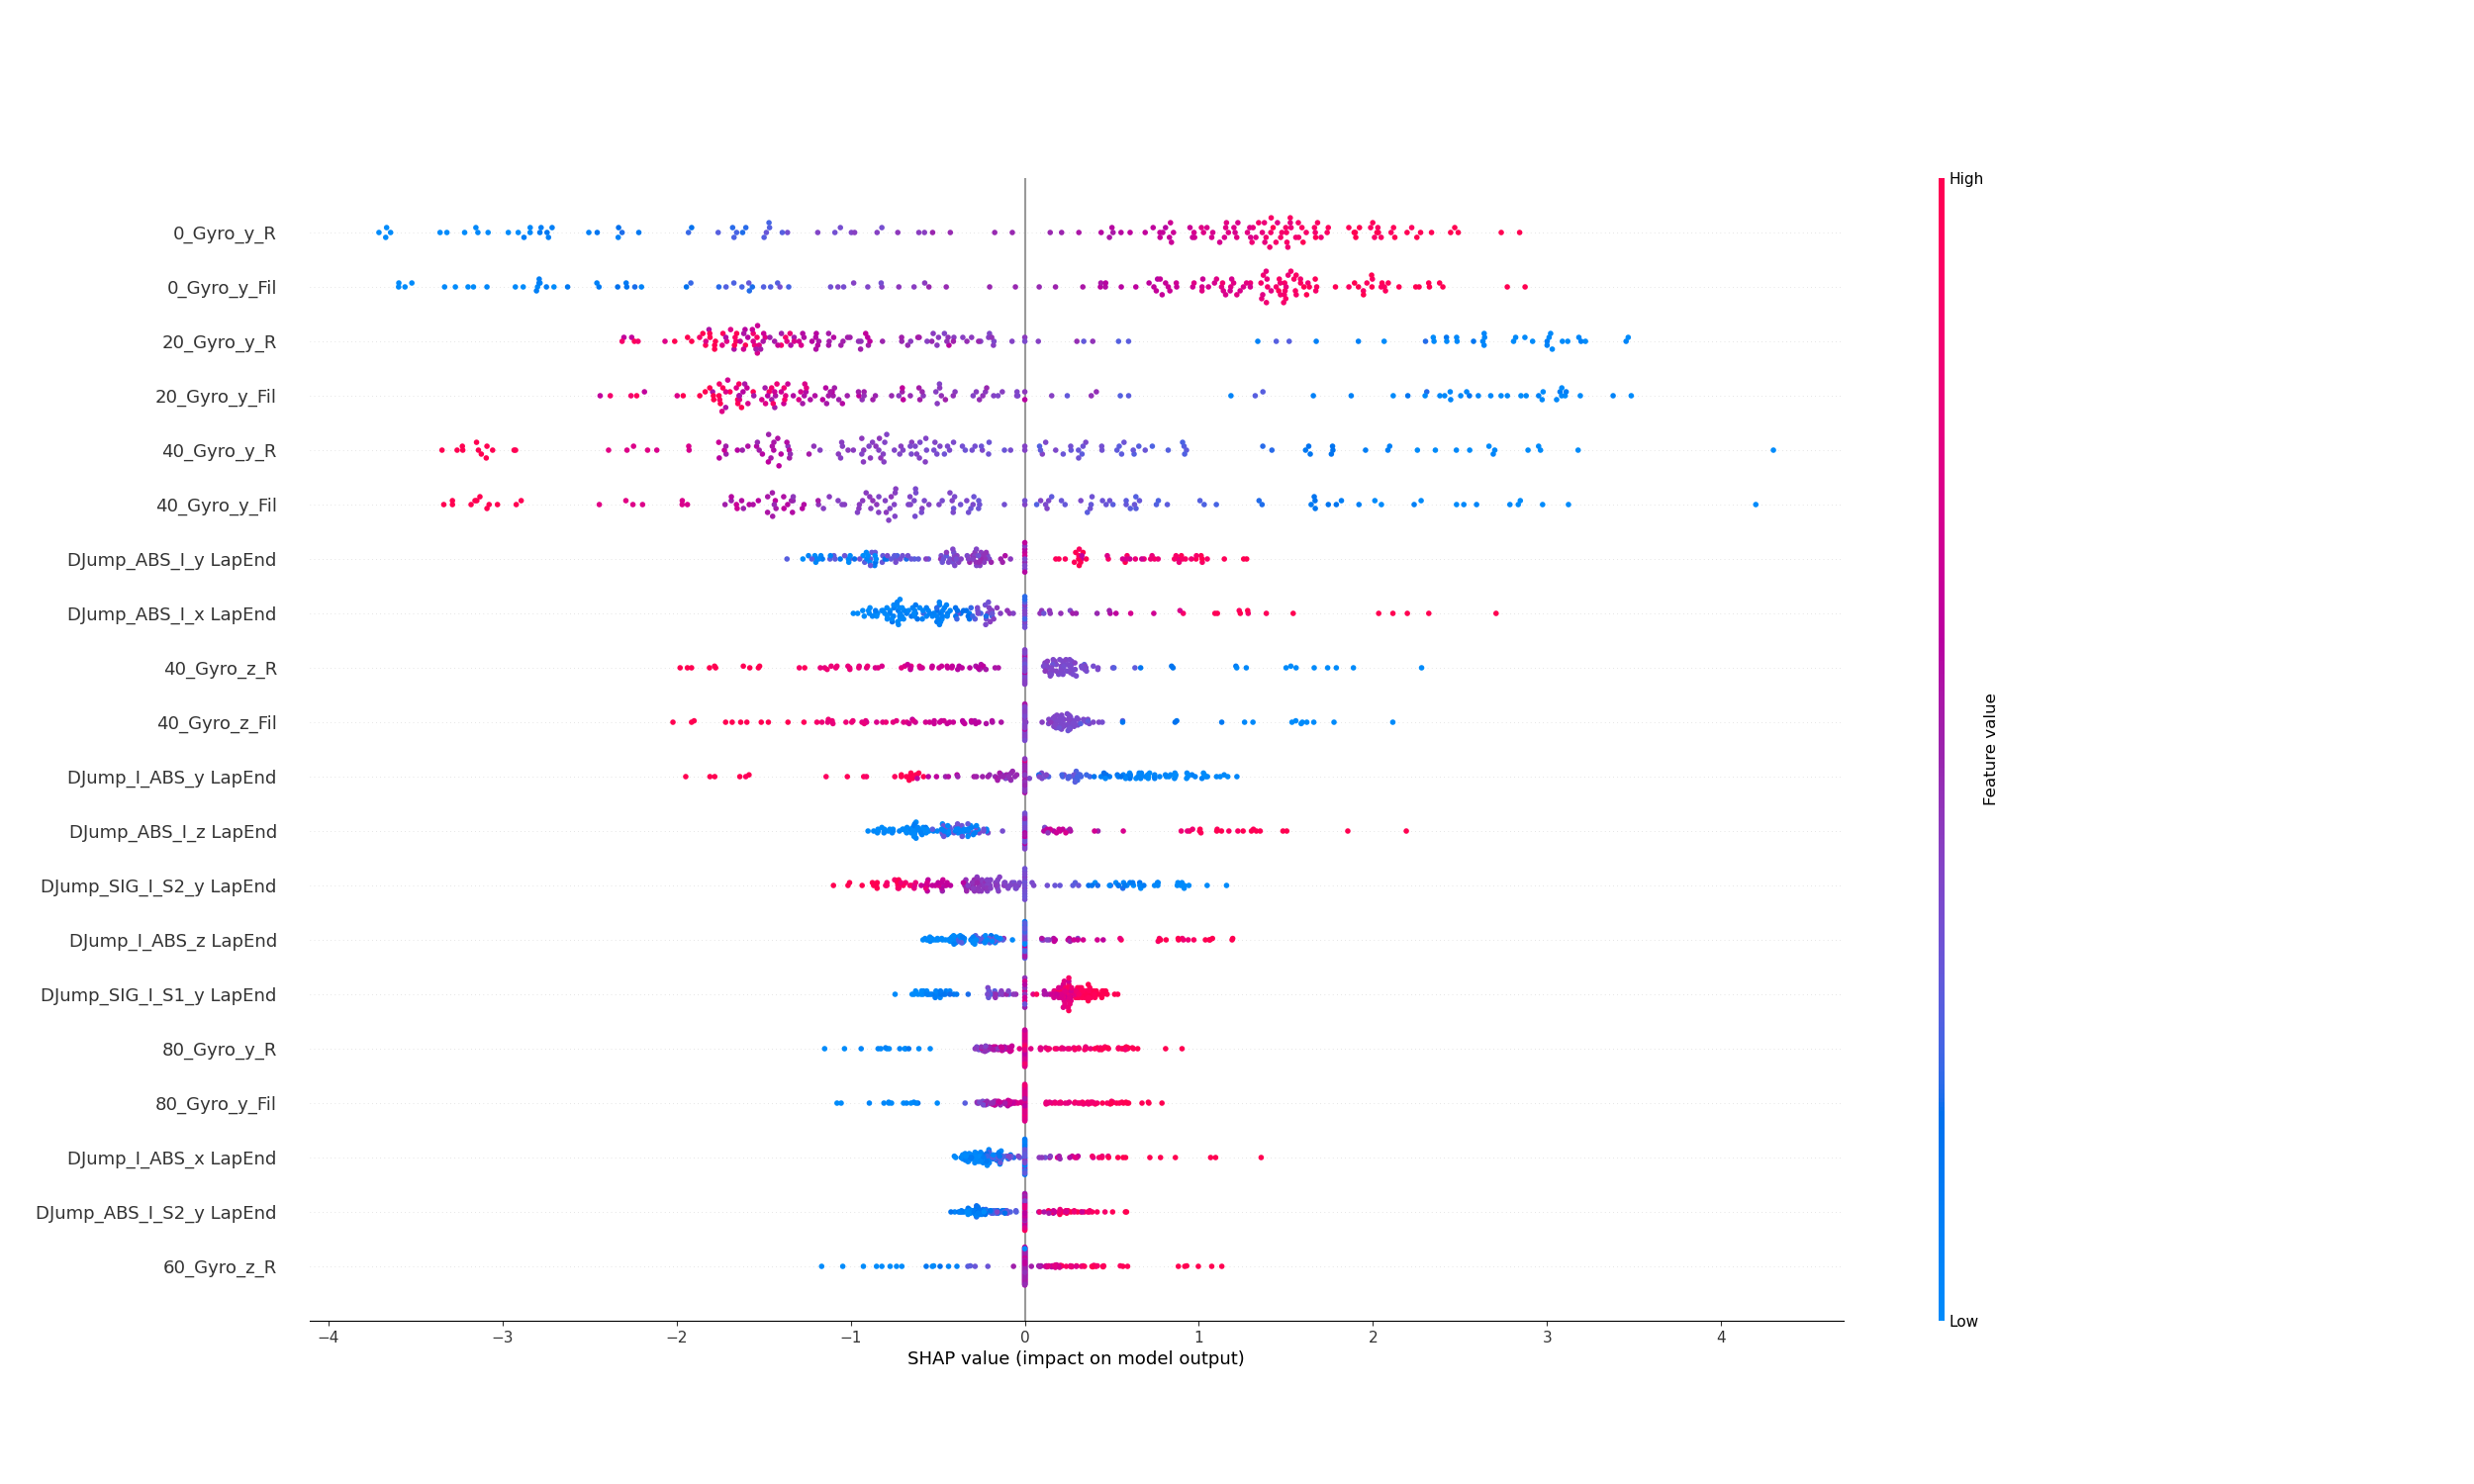 High
0_Gyro_y_R
0_Gyro_y_Fil
20_Gyro_y_R
20_Gyro_y_Fil
40_Gyro_y_R
40_Gyro_y_Fil
DJump_ABS_I_y LapEnd
DJump_ABS_I_x LapEnd
40_Gyro_z_R
40_Gyro_z_Fil
DJump_I_ABS_y LapEnd
DJump_ABS_I_z LapEnd
DJump_SIG_I_S2_y LapEnd
DJump_I_ABS_z LapEnd
DJump_SIG_I_S1_y LapEnd
80_Gyro_y_R
80_Gyro_y_Fil
DJump_I_ABS_x LapEnd
DJump_ABS_I_S2_y LapEnd
60_Gyro_z_R
Feature value
Low
−4 −3 −2 −1 0 1 2 3 4
SHAP value (impact on model output)